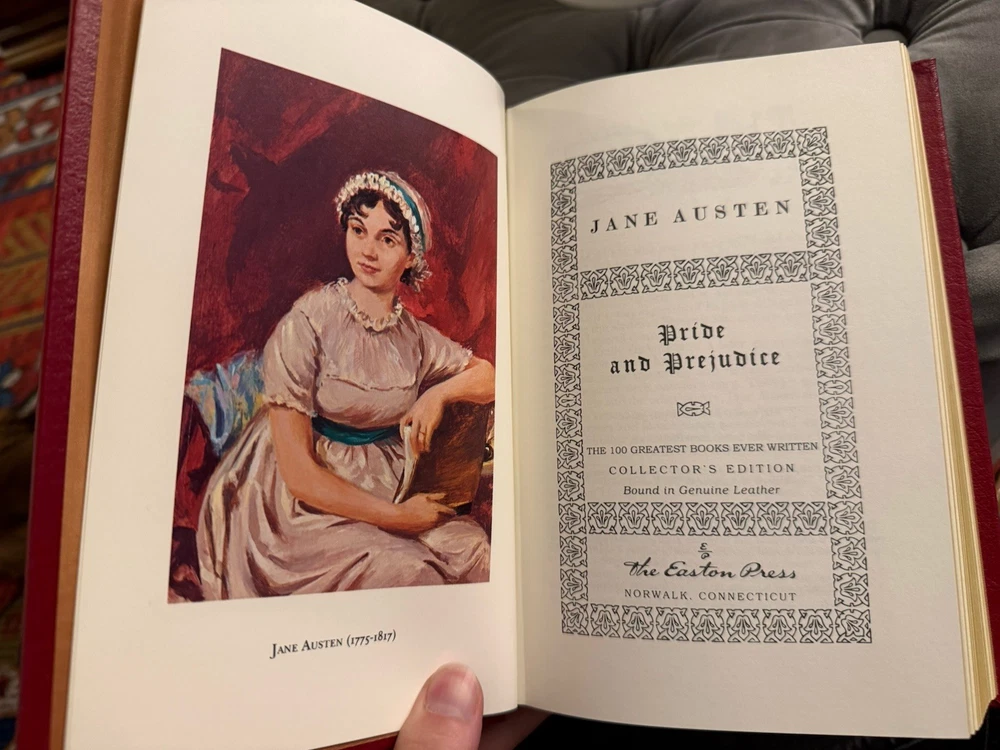 JANE AUSTEN (1775-1817)
JANE AUSTEN
Pride
and Prejudice
THE 100 GREATEST BOOKS EVER WRITTEN
COLLECTOR'S EDITION
Bound in Genuine Leather
E
P
the Easton Press
NORWALK, CONNECTICUT